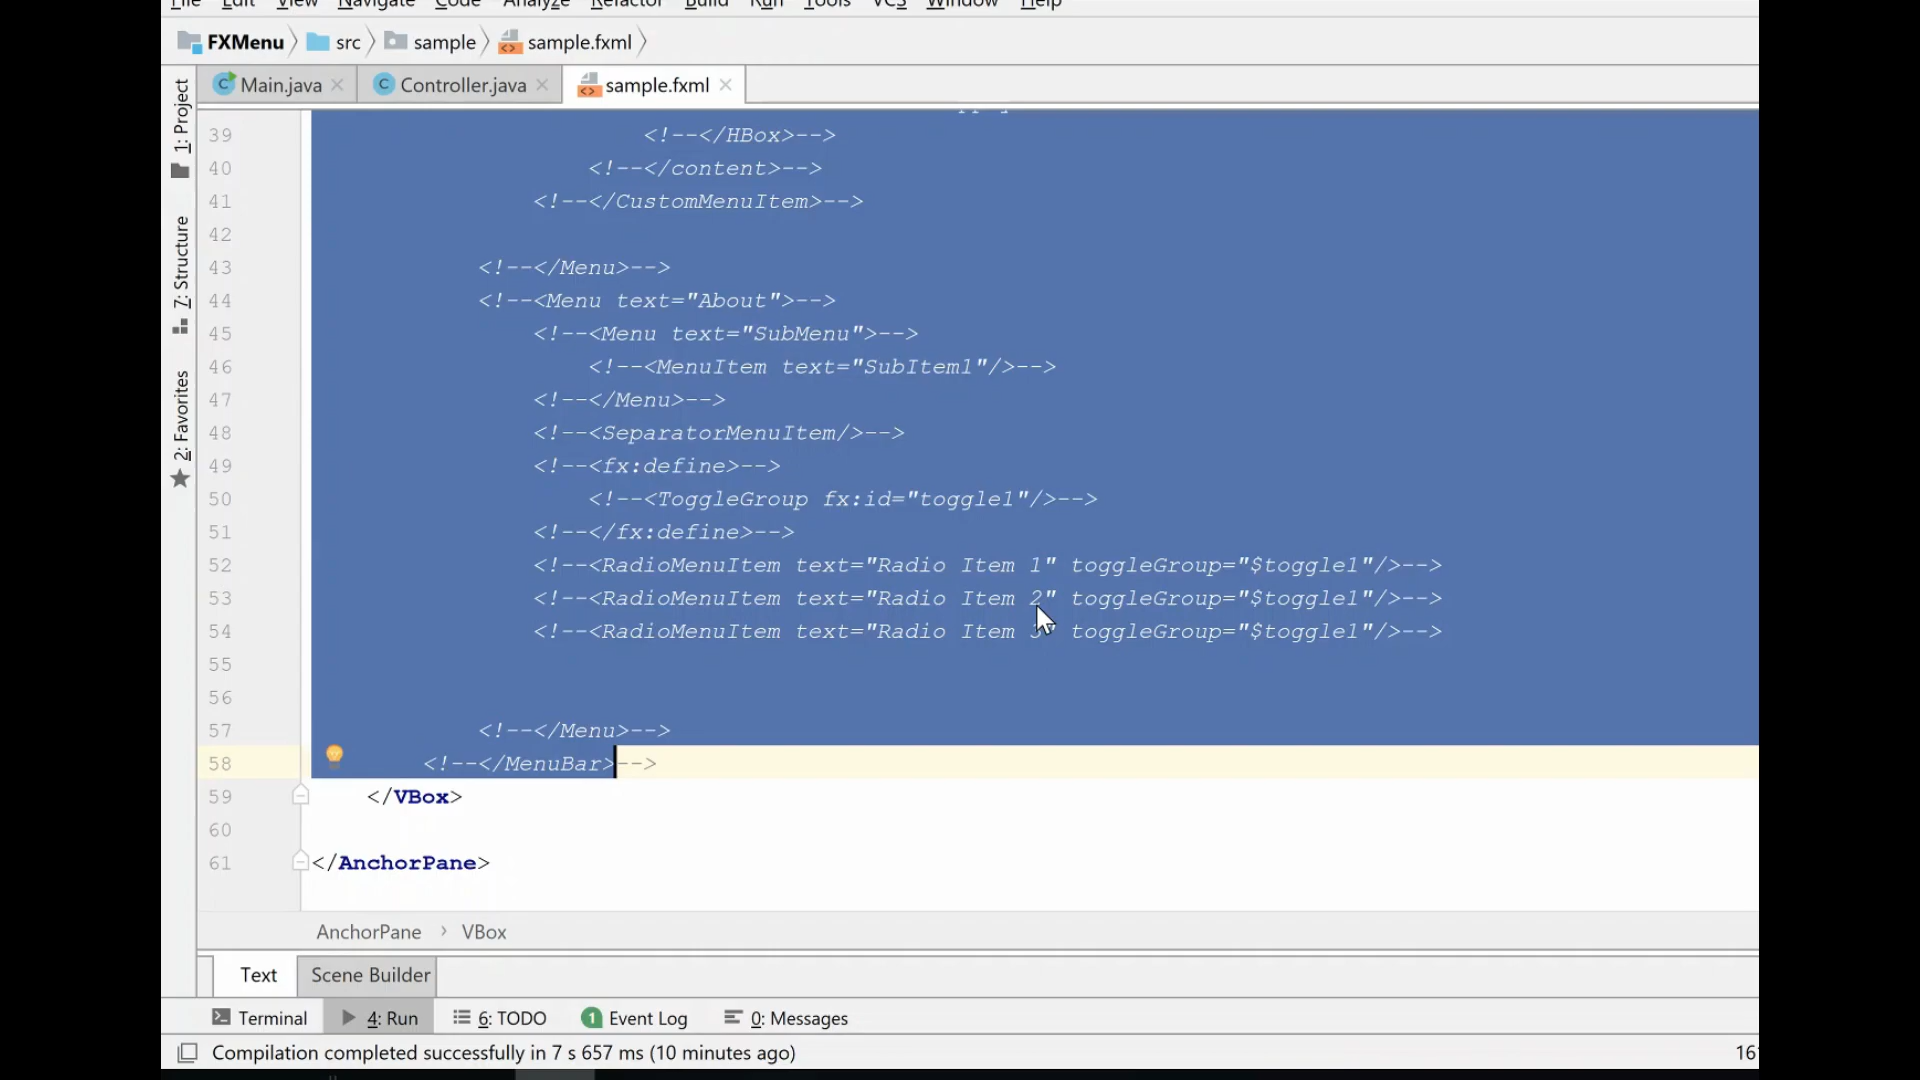 File Edit View Navigate Code Analyze Refactor Build Run Tools VCS Window Help
FXMenu src sample sample.fxml
Main.java Controller.java sample.fxml
1: Project
7: Structure
2: Favorites
39 <!--</HBox>-->
40 <!--</content>-->
41 <!--</CustomMenuItem>-->
42
43 <!--</Menu>-->
44 <!--<Menu text="About">-->
45 <!--<Menu text="SubMenu">-->
46 <!--<MenuItem text="SubItem1"/>-->
47 <!--</Menu>-->
48 <!--<SeparatorMenuItem/>-->
49 <!--<fx:define>-->
50 <!--<ToggleGroup fx:id="toggle1"/>-->
51 <!--</fx:define>-->
52 <!--<RadioMenuItem text="Radio Item 1" toggleGroup="$toggle1"/>-->
53 <!--<RadioMenuItem text="Radio Item 2" toggleGroup="$toggle1"/>-->
54 <!--<RadioMenuItem text="Radio Item 3" toggleGroup="$toggle1"/>-->
55
56
57 <!--</Menu>-->
58 <!--</MenuBar>-->
59 </VBox>
60
61 </AnchorPane>
AnchorPane › VBox
Text Scene Builder
Terminal 4: Run 6: TODO 1 Event Log 0: Messages
Compilation completed successfully in 7 s 657 ms (10 minutes ago) 16